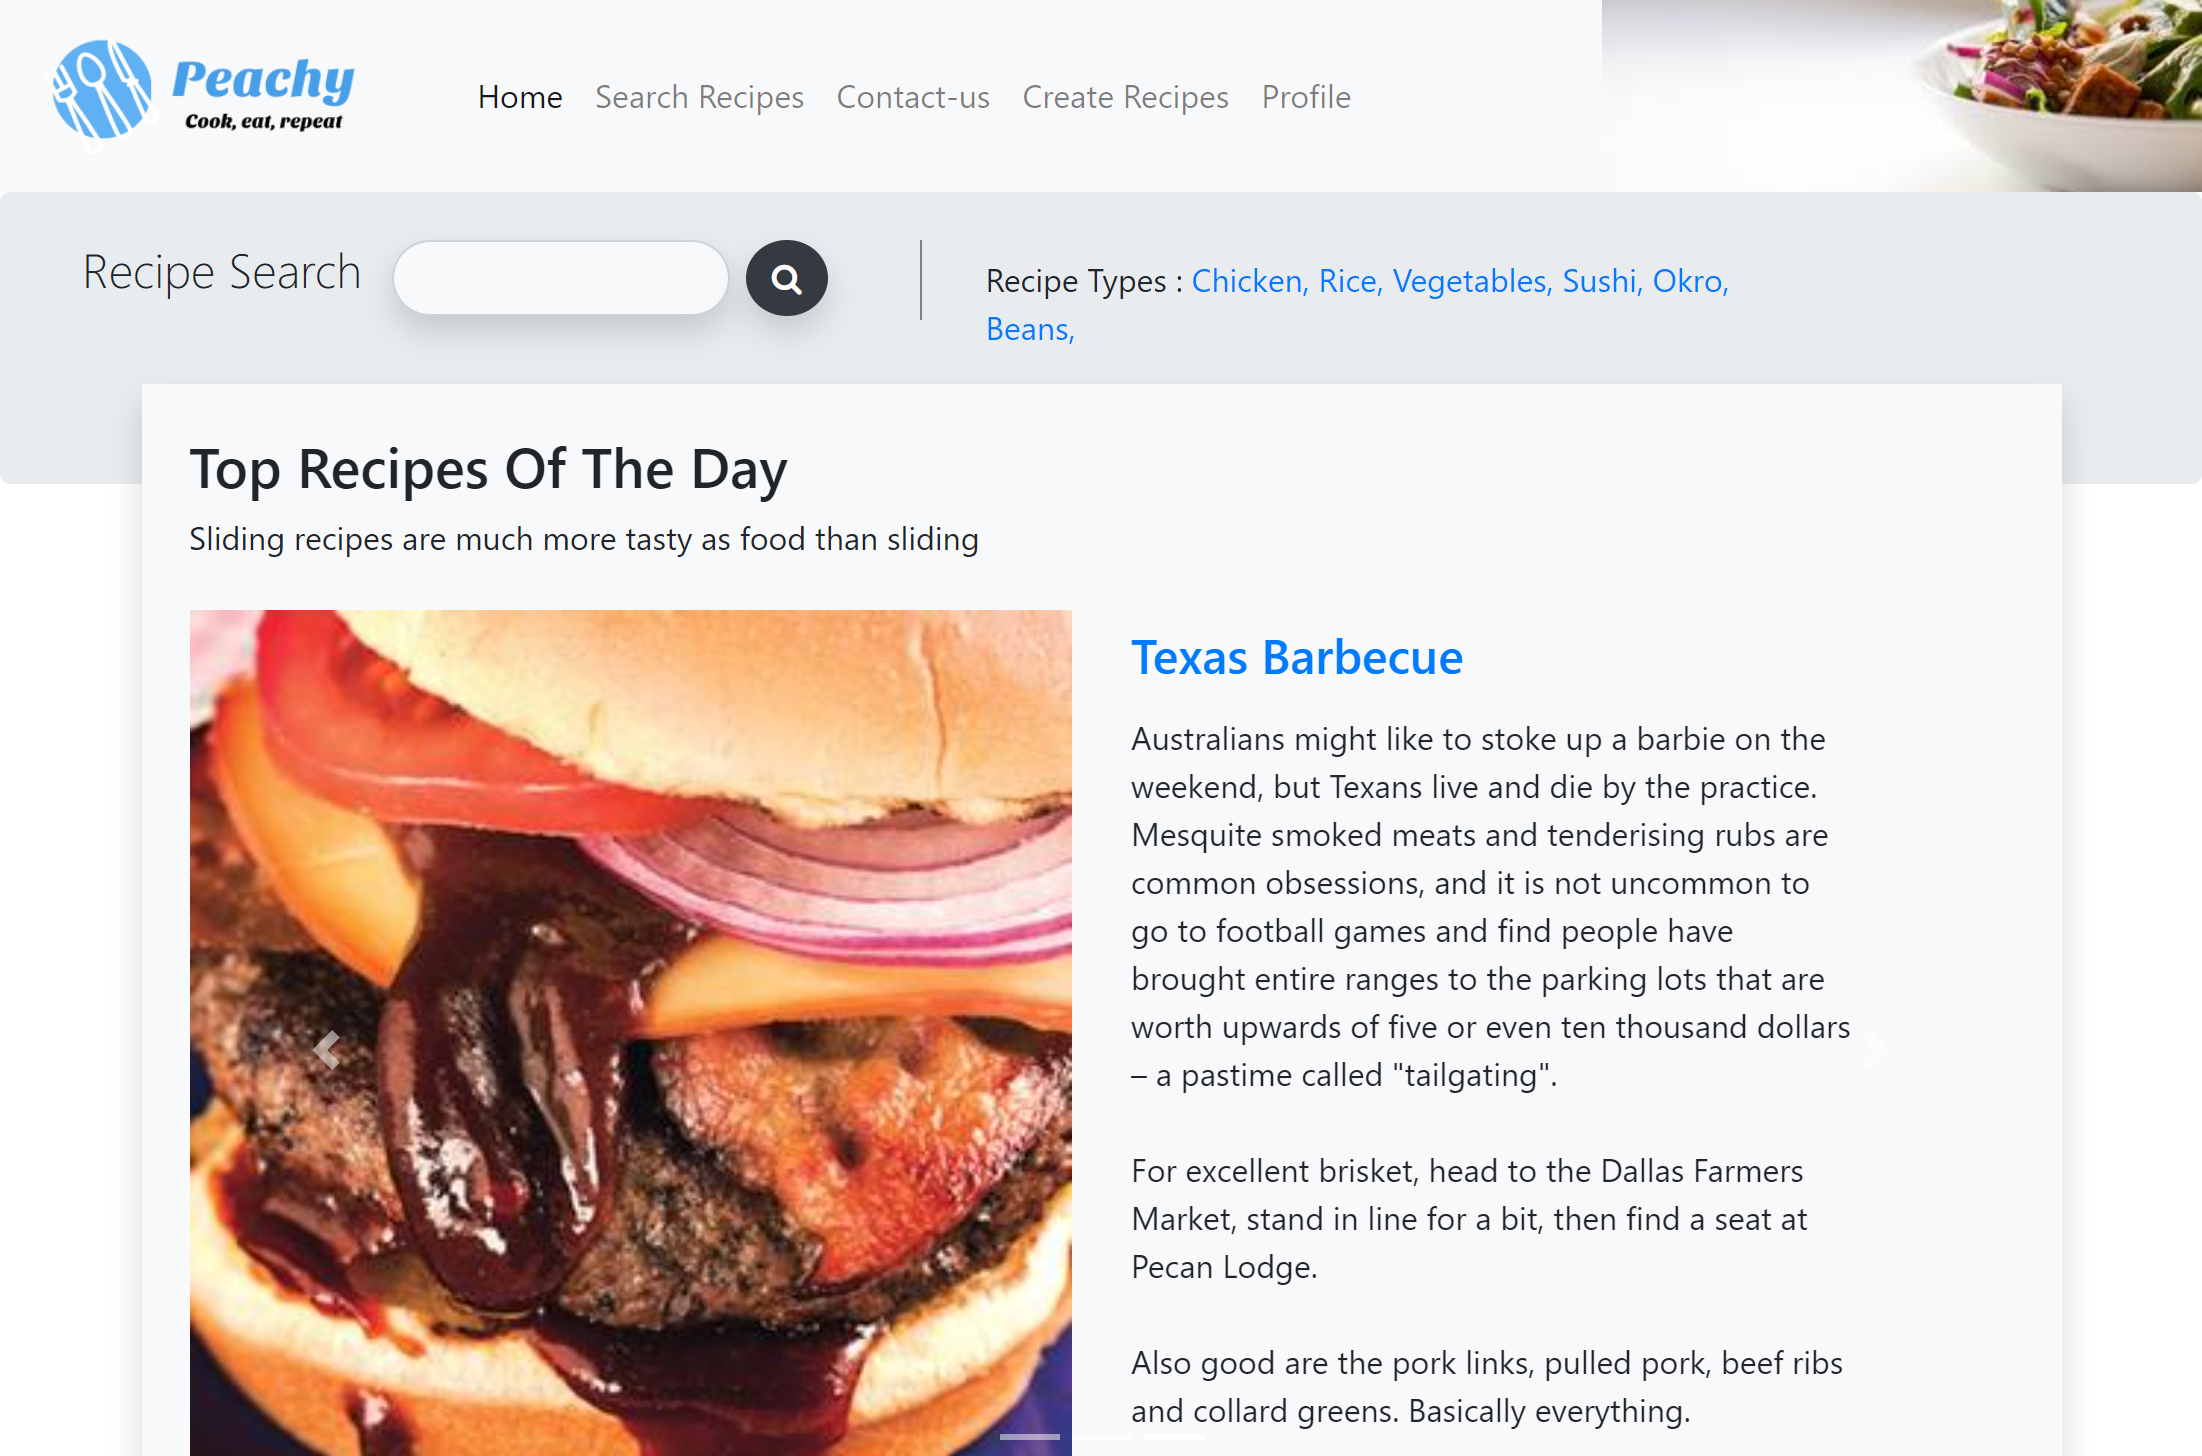 Peachy
Cook, eat, repeat
Home Search Recipes Contact-us Create Recipes Profile
Recipe Search
Recipe Types : Chicken, Rice, Vegetables, Sushi, Okro,
Beans,
Top Recipes Of The Day
Sliding recipes are much more tasty as food than sliding
Texas Barbecue
Australians might like to stoke up a barbie on the
weekend, but Texans live and die by the practice.
Mesquite smoked meats and tenderising rubs are
common obsessions, and it is not uncommon to
go to football games and find people have
brought entire ranges to the parking lots that are
worth upwards of five or even ten thousand dollars
– a pastime called "tailgating".
For excellent brisket, head to the Dallas Farmers
Market, stand in line for a bit, then find a seat at
Pecan Lodge.
Also good are the pork links, pulled pork, beef ribs
and collard greens. Basically everything.